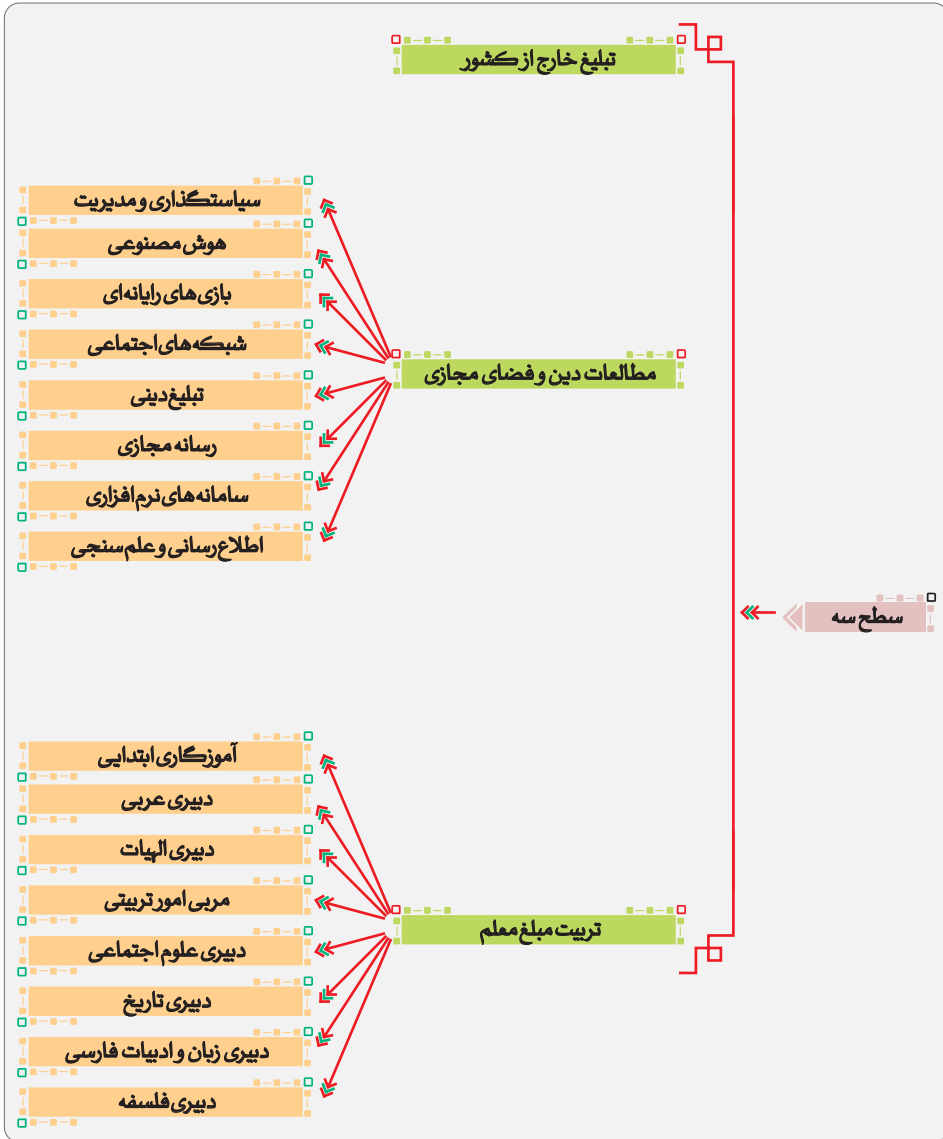 سطح سه
تبلیغ خارج از کشور
مطالعات دین و فضای مجازی
سیاستگذاری و مدیریت
هوش مصنوعی
بازی های رایانه ای
شبکه های اجتماعی
تبلیغ دینی
رسانه مجازی
سامانه های نرم افزاری
اطلاع رسانی و علم سنجی
تربیت مبلغ معلم
آموزگاری ابتدایی
دبیری عربی
دبیری الهیات
مربی امور تربیتی
دبیری علوم اجتماعی
دبیری تاریخ
دبیری زبان و ادبیات فارسی
دبیری فلسفه